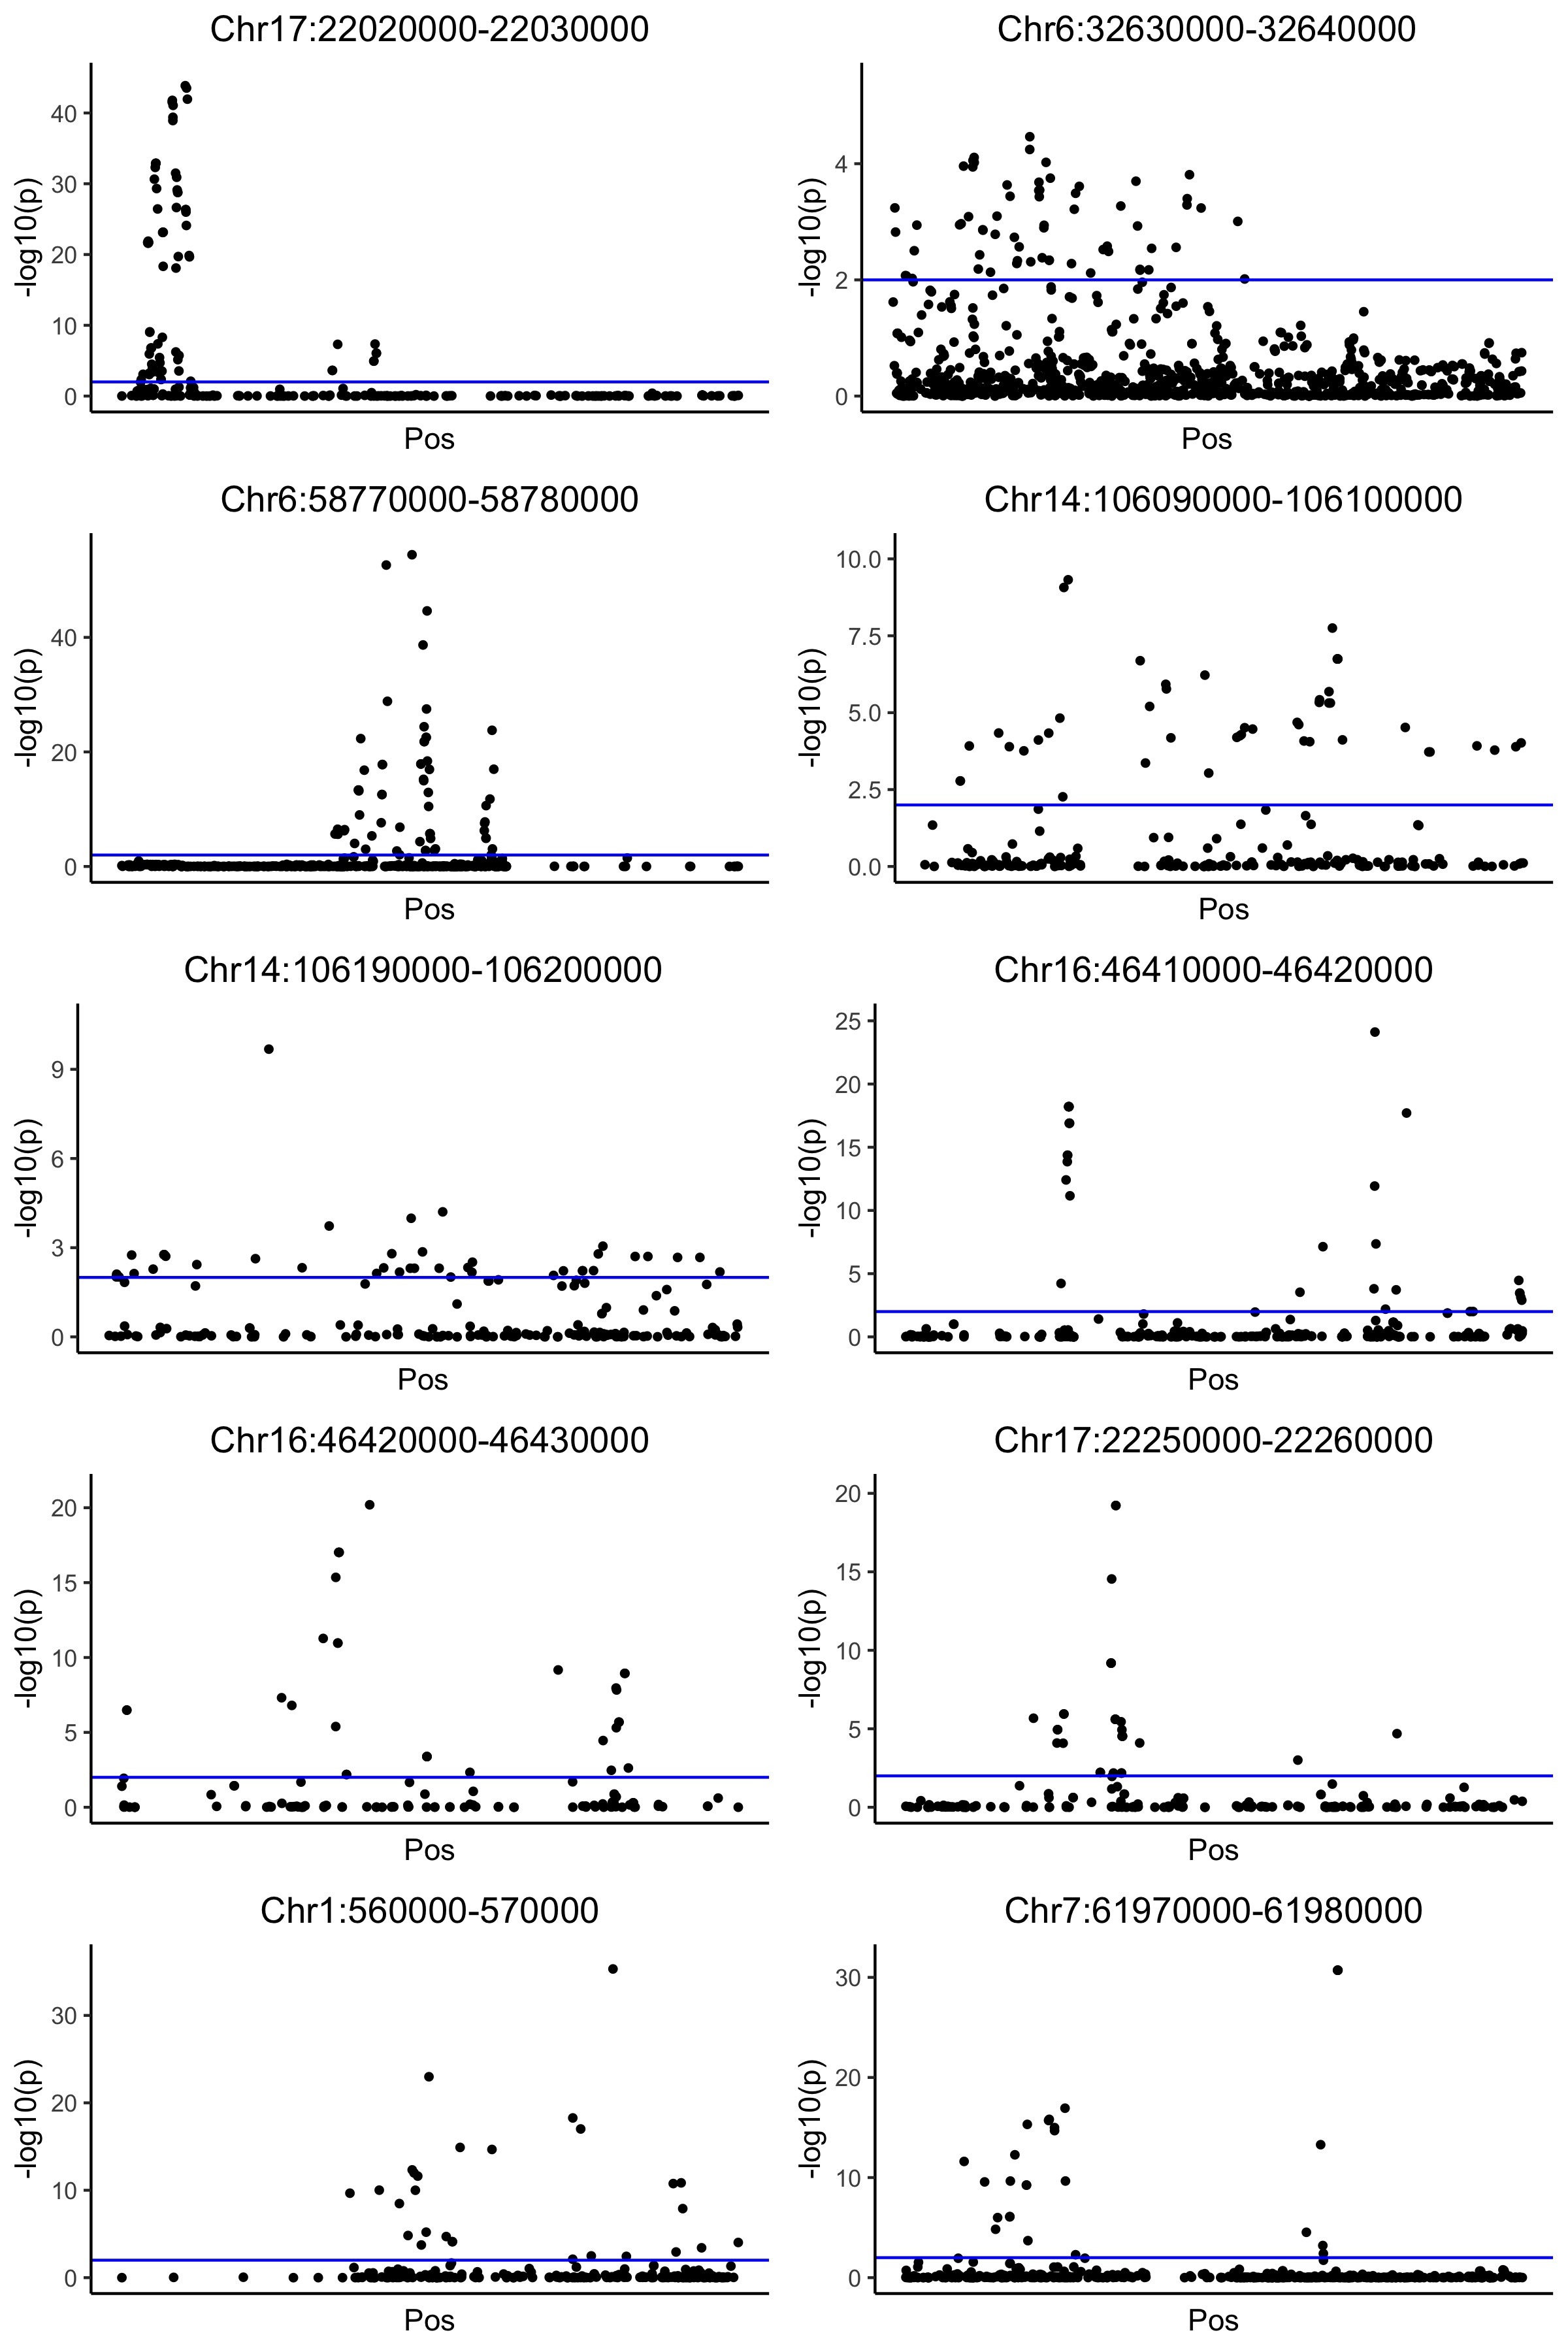 Chr17:22020000-22030000
-log10(p)
40
30
20
10
0
Pos
Chr6:32630000-32640000
-log10(p)
4
2
0
Pos
Chr6:58770000-58780000
-log10(p)
40
20
0
Pos
Chr14:106090000-106100000
-log10(p)
10.0
7.5
5.0
2.5
0.0
Pos
Chr14:106190000-106200000
-log10(p)
9
6
3
0
Pos
Chr16:46410000-46420000
-log10(p)
25
20
15
10
5
0
Pos
Chr16:46420000-46430000
-log10(p)
20
15
10
5
0
Pos
Chr17:22250000-22260000
-log10(p)
20
15
10
5
0
Pos
Chr1:560000-570000
-log10(p)
30
20
10
0
Pos
Chr7:61970000-61980000
-log10(p)
30
20
10
0
Pos